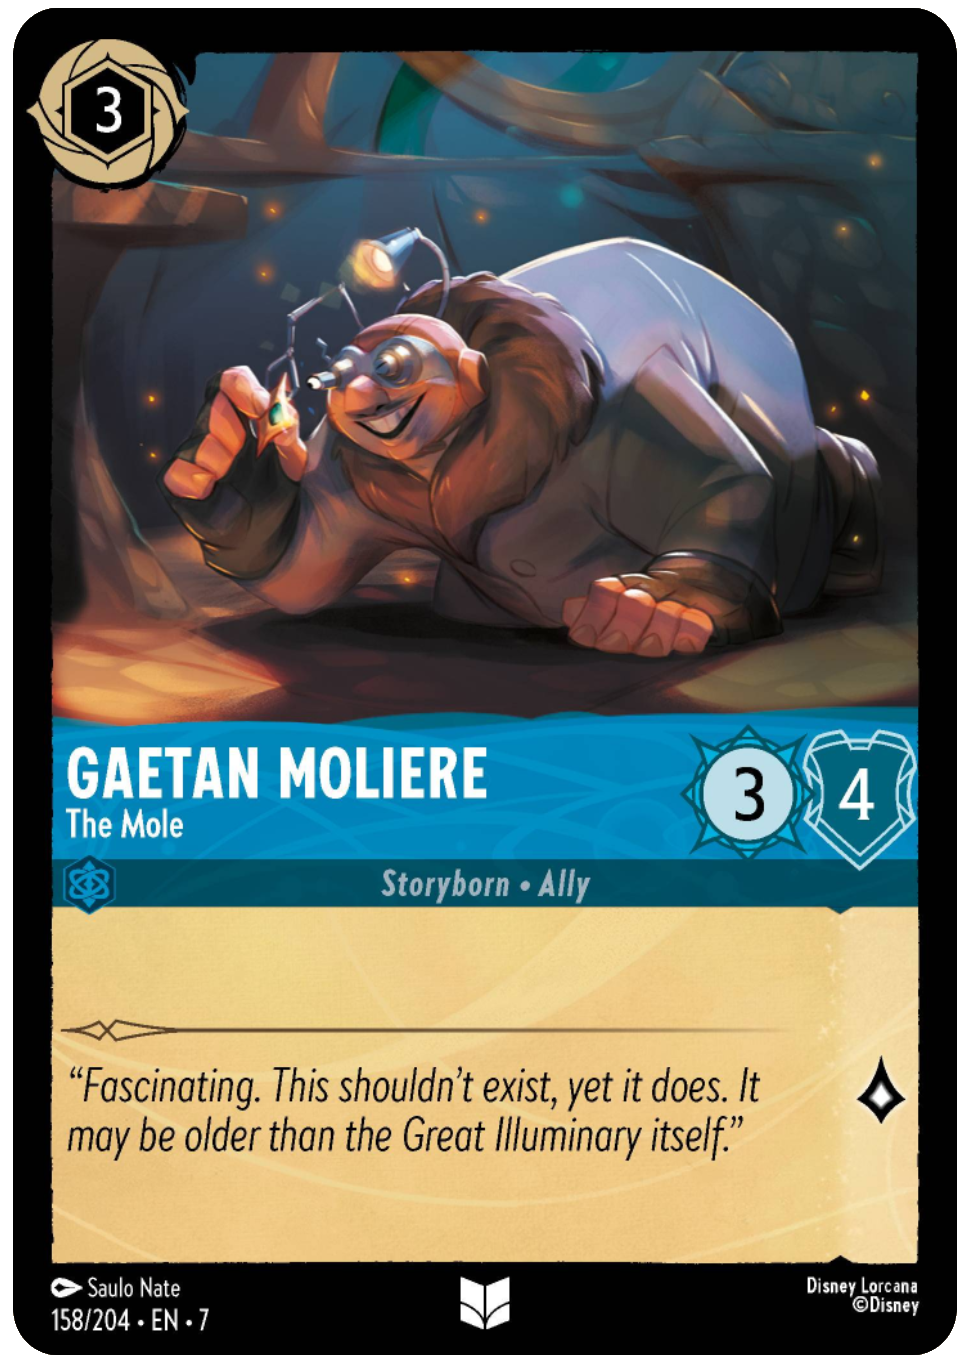 3
GAETAN MOLIERE
The Mole
3
4
Storyborn • Ally
“Fascinating. This shouldn’t exist, yet it does. It
may be older than the Great Illuminary itself.”
Saulo Nate
158/204 • EN • 7
Disney Lorcana
©Disney